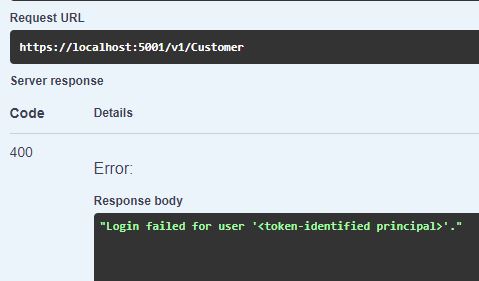 Request URL
https://localhost:5001/v1/Customer
Server response
Code Details
400
Error:
Response body
"Login failed for user '<token-identified principal>'."